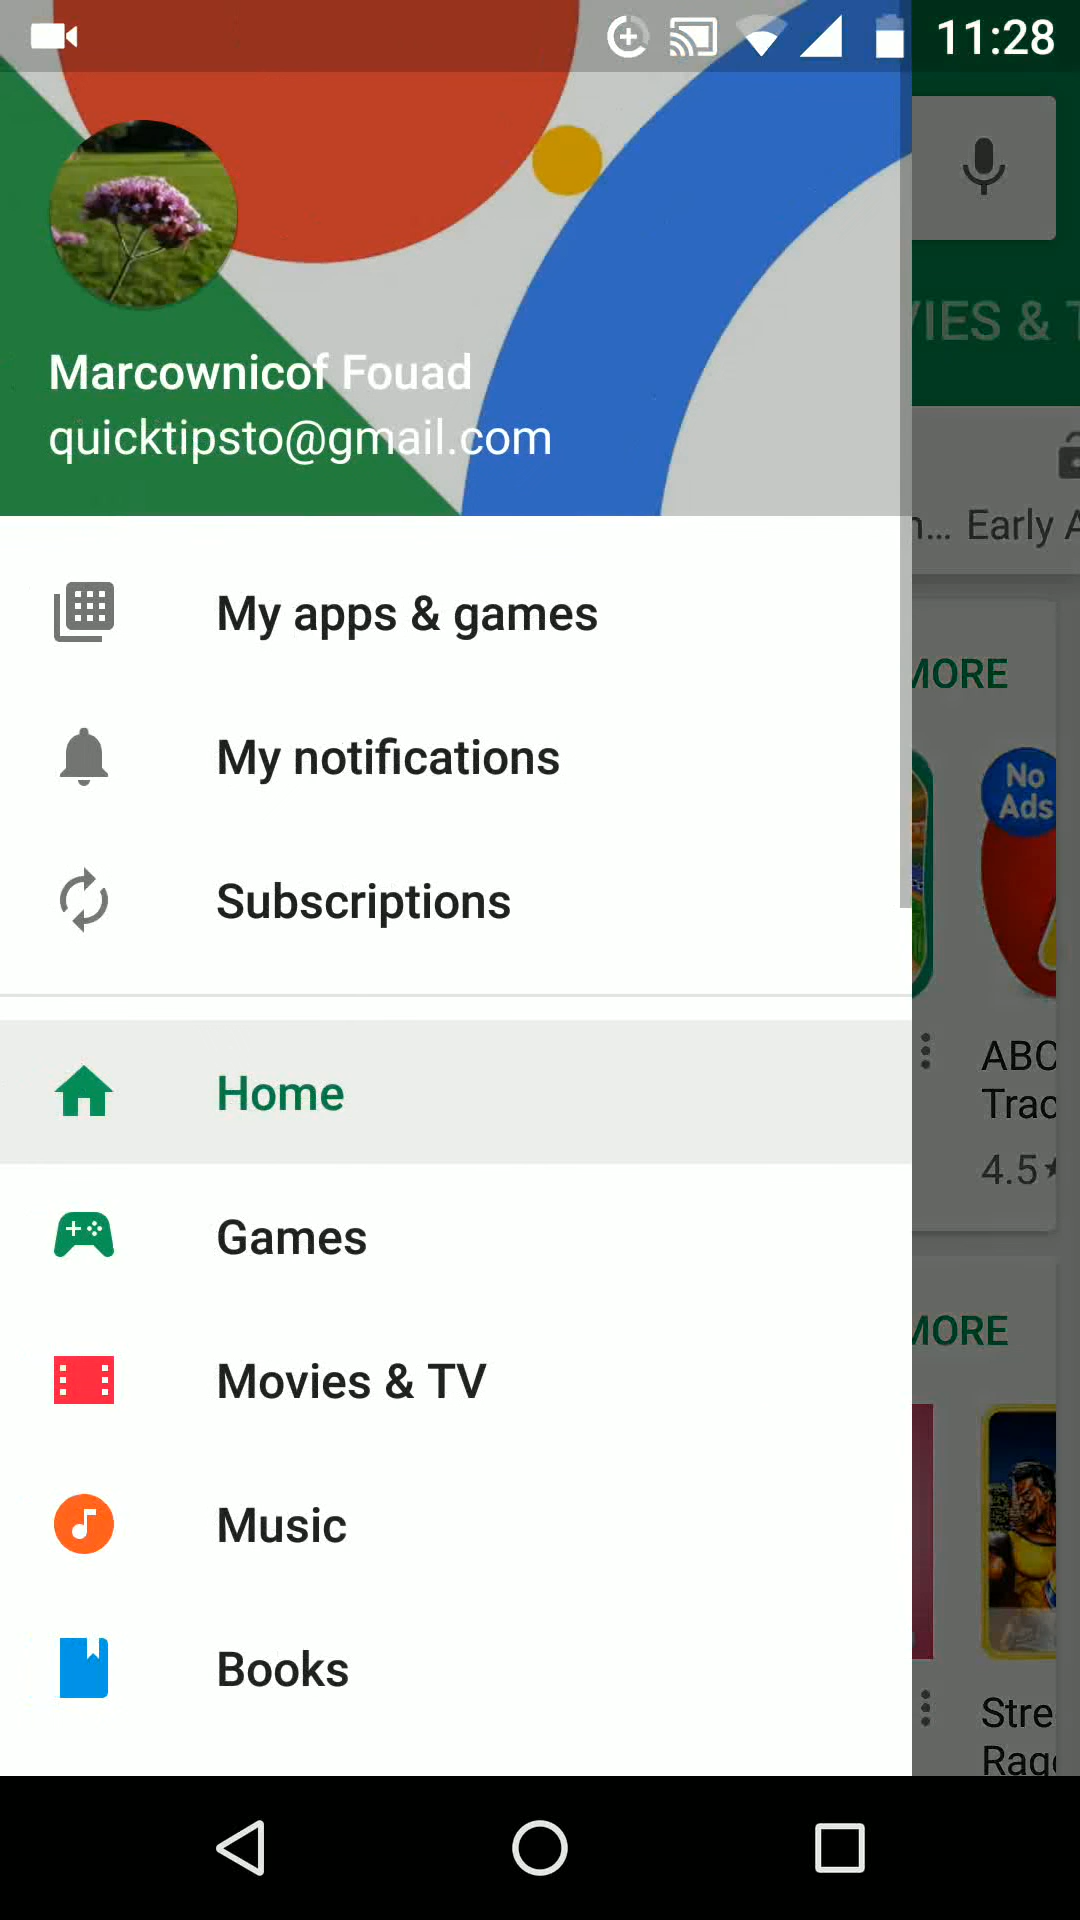 11:28
Marcownicof Fouad
quicktipsto@gmail.com
My apps & games
My notifications
Subscriptions
Home
Games
Movies & TV
Music
Books
Early A
MORE
No
Ads
ABC
Trac
4.5
MORE
Stre
Rage